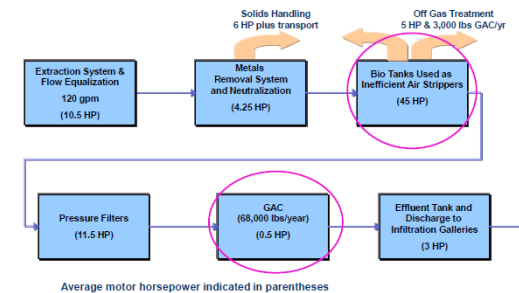 Solids Handling
6 HP plus transport
Off Gas Treatment
5 HP & 3,000 lbs GAC/yr
Extraction System &
Flow Equalization
120 gpm
(10.5 HP)
Metals
Removal System
and Neutralization
(4.25 HP)
Bio Tanks Used as
Inefficient Air Strippers
(45 HP)
Pressure Filters
(11.5 HP)
GAC
(68,000 lbs/year)
(0.5 HP)
Effluent Tank and
Discharge to
Infiltration Galleries
(3 HP)
Average motor horsepower indicated in parentheses